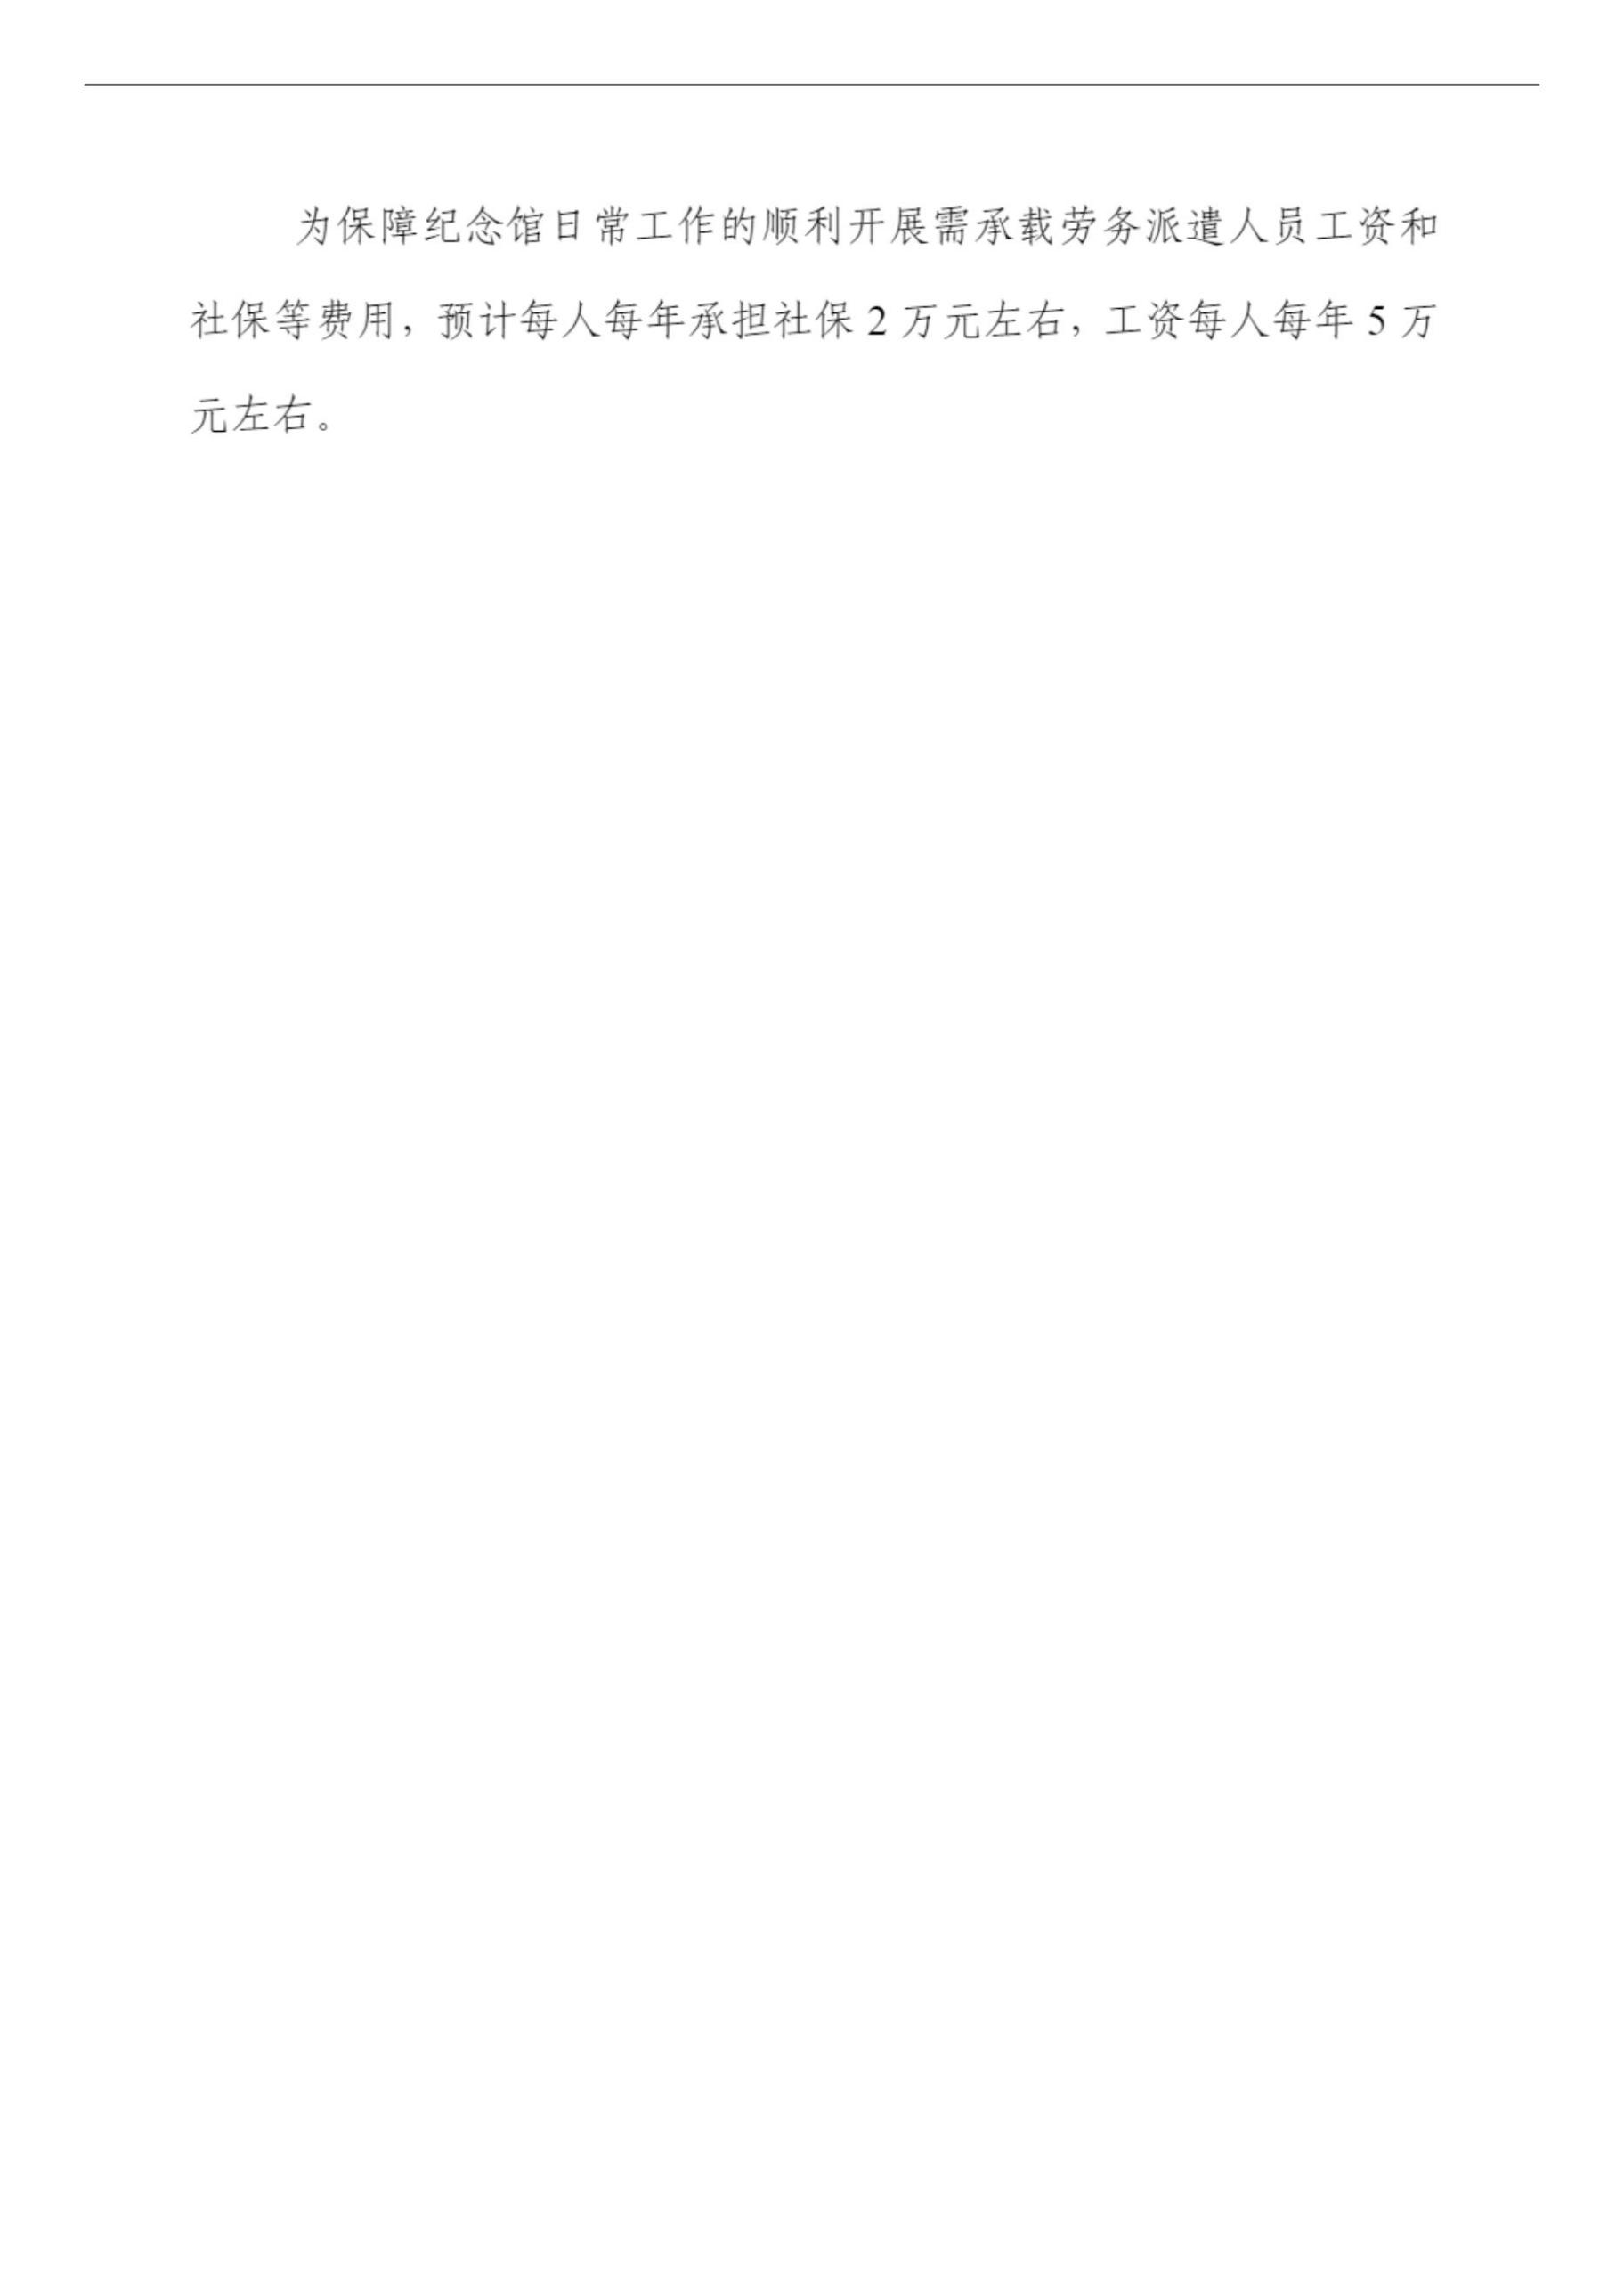 为保障纪念馆日常工作的顺利开展需承载劳务派遣人员工资和
社保等费用，预计每人每年承担社保 2 万元左右，工资每人每年 5 万
元左右。